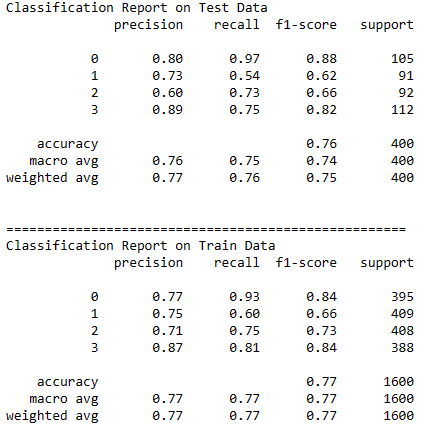 Classification Report on Test Data
              precision    recall  f1-score   support

           0       0.80      0.97      0.88       105
           1       0.73      0.54      0.62        91
           2       0.60      0.73      0.66        92
           3       0.89      0.75      0.82       112

    accuracy                           0.76       400
   macro avg       0.76      0.75      0.74       400
weighted avg       0.77      0.76      0.75       400

====================================================
Classification Report on Train Data
              precision    recall  f1-score   support

           0       0.77      0.93      0.84       395
           1       0.75      0.60      0.66       409
           2       0.71      0.75      0.73       408
           3       0.87      0.81      0.84       388

    accuracy                           0.77      1600
   macro avg       0.77      0.77      0.77      1600
weighted avg       0.77      0.77      0.77      1600